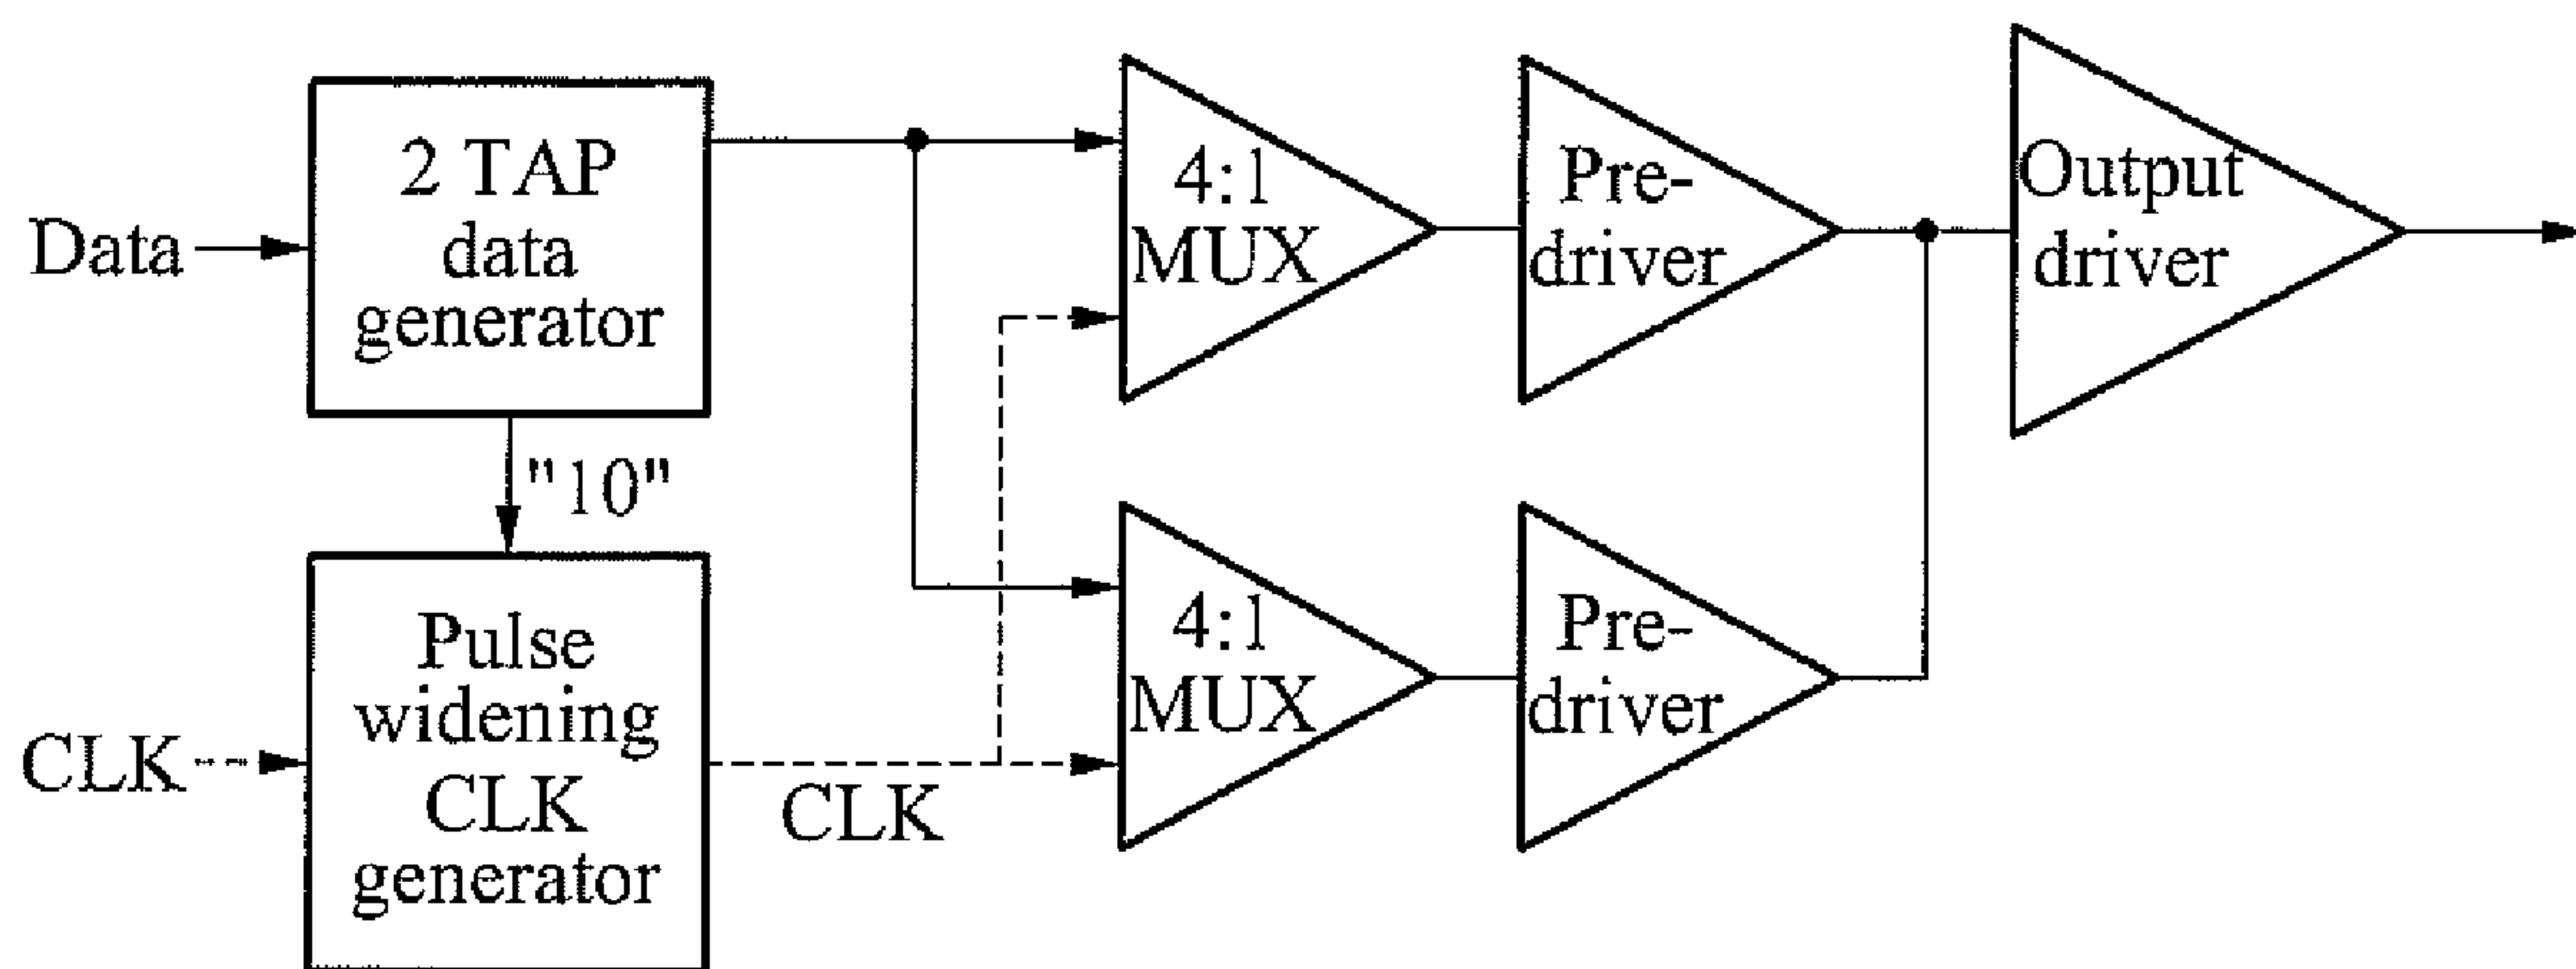 Data
2 TAP
data
generator
"10"
CLK
Pulse
widening
CLK
generator
CLK
4:1
MUX
Pre-
driver
Output
driver
4:1
MUX
Pre-
driver